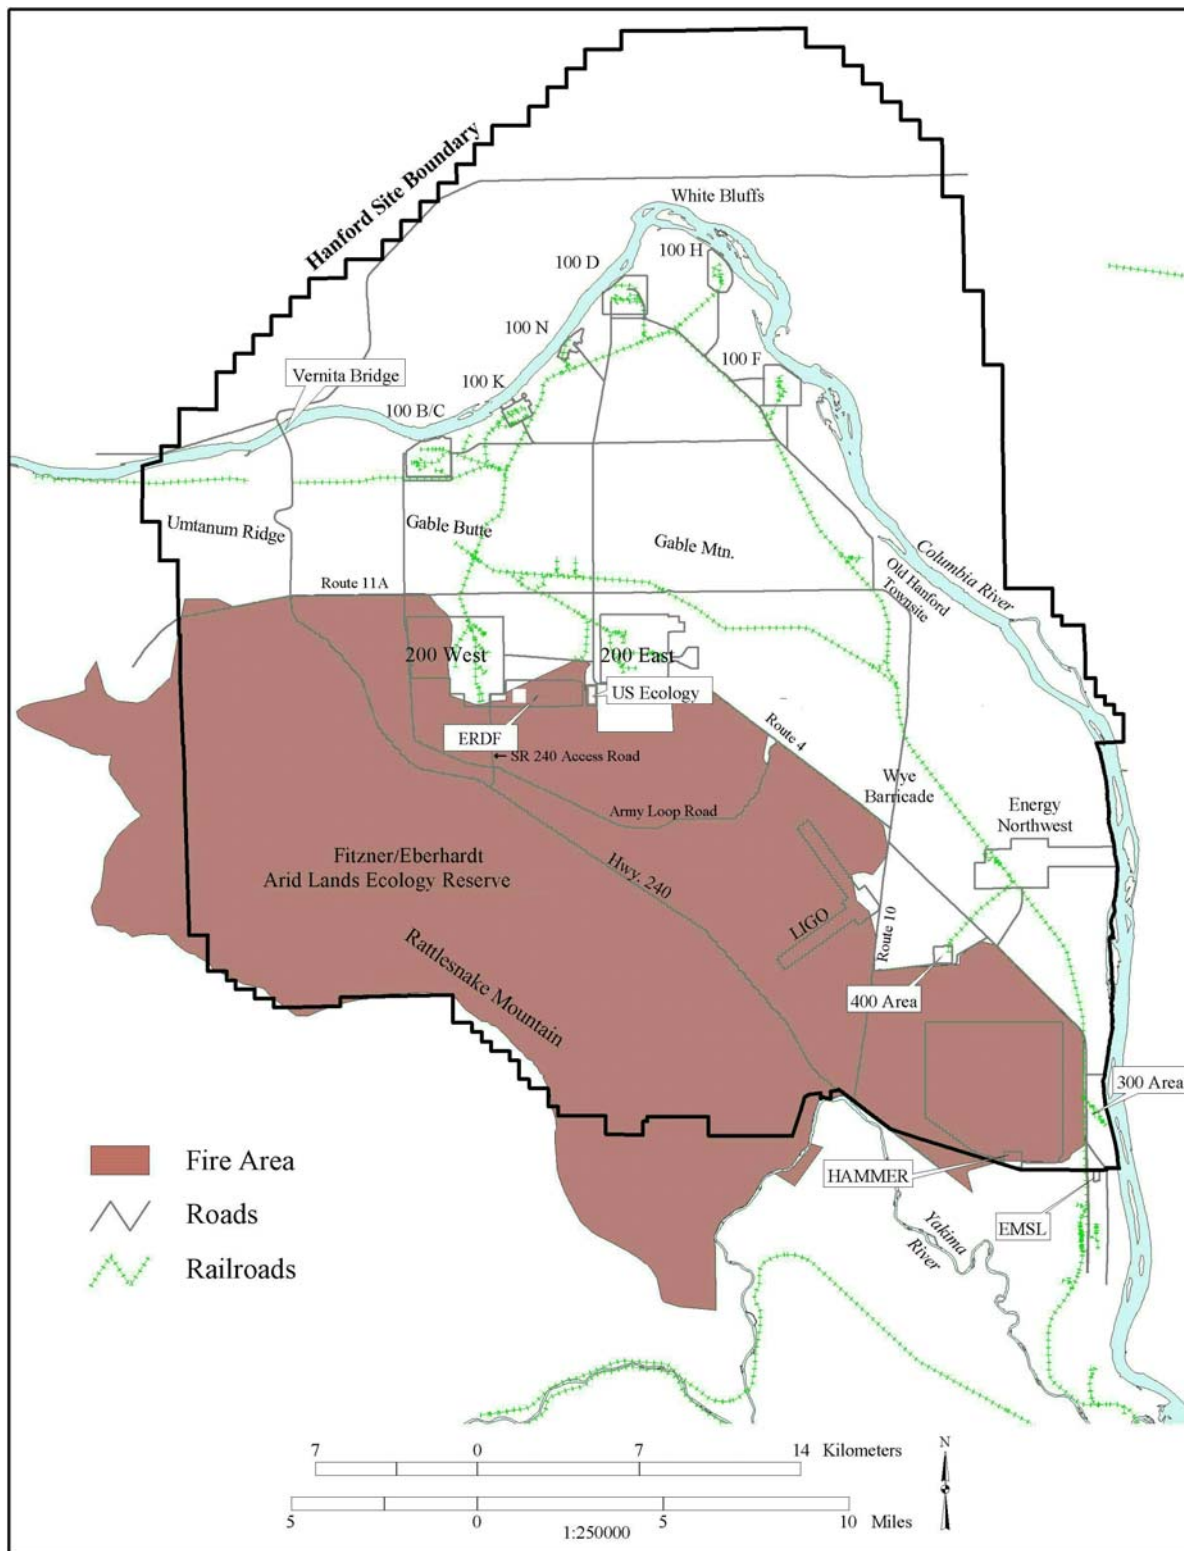 Hanford Site Boundary
White Bluffs
100 H
100 D
100 N
100 F
Vernita Bridge
100 K
100 B/C
Umtanum Ridge
Gable Butte
Gable Mtn.
Columbia River
Old Hanford
Townsite
Route 11A
200 West
200 East
US Ecology
ERDF
Route 4
SR 240 Access Road
Wye
Barricade
Energy
Northwest
Army Loop Road
Fitzner/Eberhardt
Arid Lands Ecology Reserve
Hwy. 240
LIGO
Route 10
Rattlesnake Mountain
400 Area
300 Area
HAMMER
EMSL
Yakima
River
Fire Area
Roads
Railroads
7 0 7 14 Kilometers
N
5 0 5 10 Miles
1:250000